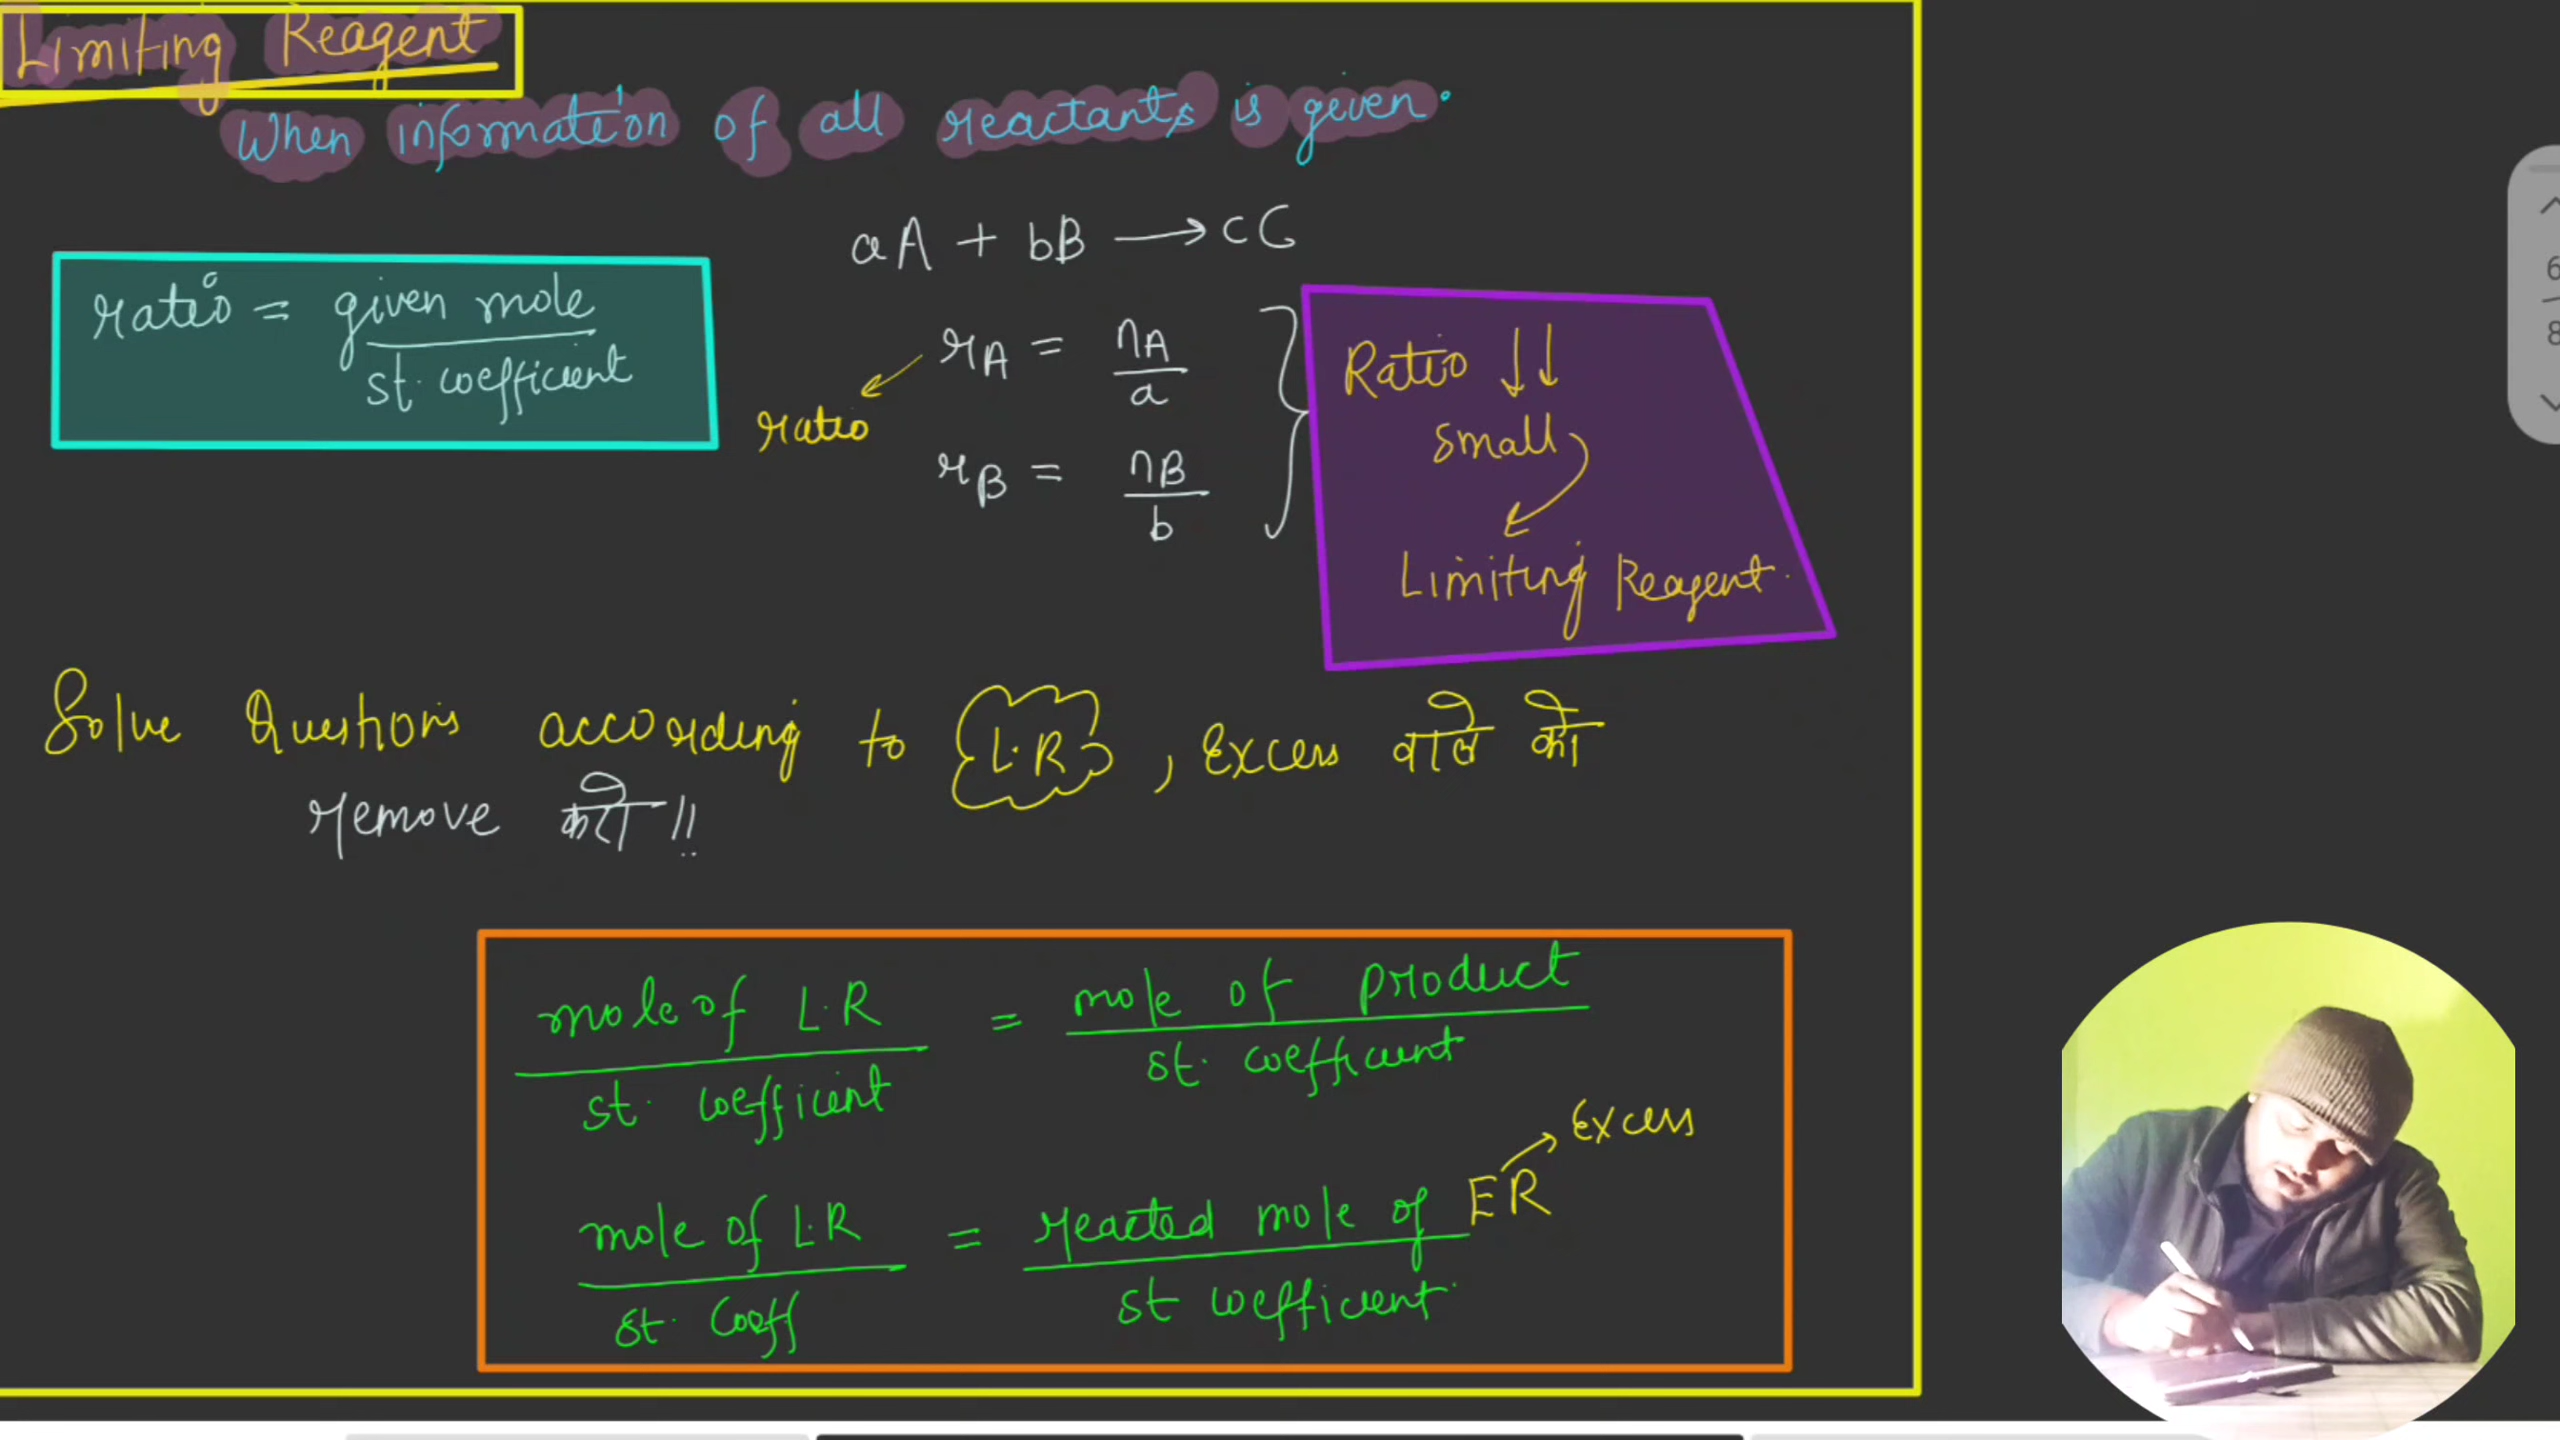 Limiting Reagent
When information of all reactants is given.
aA + bB → cC
ratio = given mole / st. coefficient
rA = nA / a
ratio
rB = nB / b
Ratio ↓↓
small
Limiting Reagent.
Solve Questions according to L.R, Excess वाले को
remove करो !!
mole of L.R / st. coefficient = mole of product / st. coefficient
Excess
mole of L.R / st. Coeff = reacted mole of ER / st coefficient.
6
8